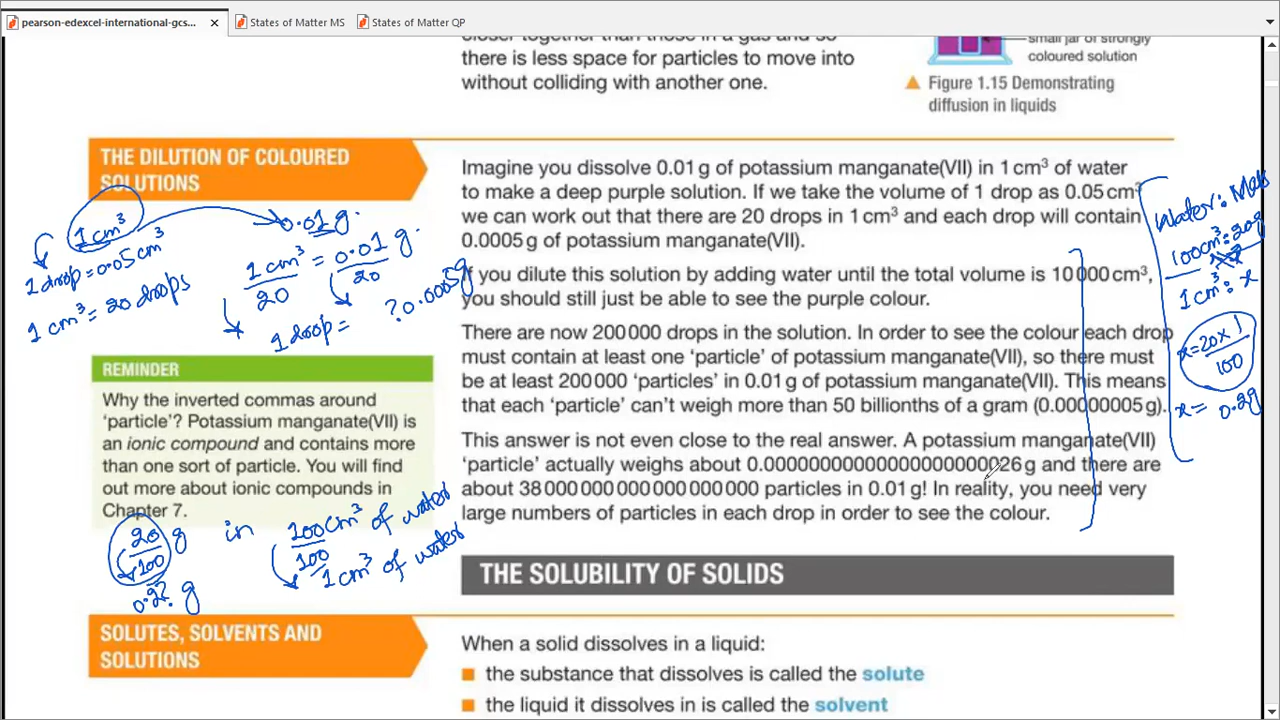 pearson-edexcel-international-gcs...
States of Matter MS
States of Matter QP
closer together than those in a gas and so
there is less space for particles to move into
without colliding with another one.
small jar of strongly
coloured solution
Figure 1.15 Demonstrating
diffusion in liquids
THE DILUTION OF COLOURED
SOLUTIONS
Imagine you dissolve 0.01 g of potassium manganate(VII) in 1 cm³ of water
to make a deep purple solution. If we take the volume of 1 drop as 0.05 cm³
we can work out that there are 20 drops in 1 cm³ and each drop will contain
0.0005 g of potassium manganate(VII).
If you dilute this solution by adding water until the total volume is 10 000 cm³,
you should still just be able to see the purple colour.
There are now 200 000 drops in the solution. In order to see the colour each drop
must contain at least one ‘particle’ of potassium manganate(VII), so there must
be at least 200 000 ‘particles’ in 0.01 g of potassium manganate(VII). This means
that each ‘particle’ can’t weigh more than 50 billionths of a gram (0.00000005 g).
This answer is not even close to the real answer. A potassium manganate(VII)
‘particle’ actually weighs about 0.00000000000000000000026 g and there are
about 38 000 000 000 000 000 000 particles in 0.01 g! In reality, you need very
large numbers of particles in each drop in order to see the colour.
1 cm³
0.01 g.
1 drop = 0.05 cm³
1 cm³ = 20 drops
1 cm³ = 0.01 g.
20 20
1 drop = ? 0.0005g
REMINDER
Why the inverted commas around
‘particle’? Potassium manganate(VII) is
an ionic compound and contains more
than one sort of particle. You will find
out more about ionic compounds in
Chapter 7.
20 g in 100 cm³ of water
100 100
0.2? g 1 cm³ of water
Water : Mass
100 cm³ : 20g
1 cm³ : x
x = 20 x 1
100
x = 0.2g
THE SOLUBILITY OF SOLIDS
SOLUTES, SOLVENTS AND
SOLUTIONS
When a solid dissolves in a liquid:
the substance that dissolves is called the solute
the liquid it dissolves in is called the solvent